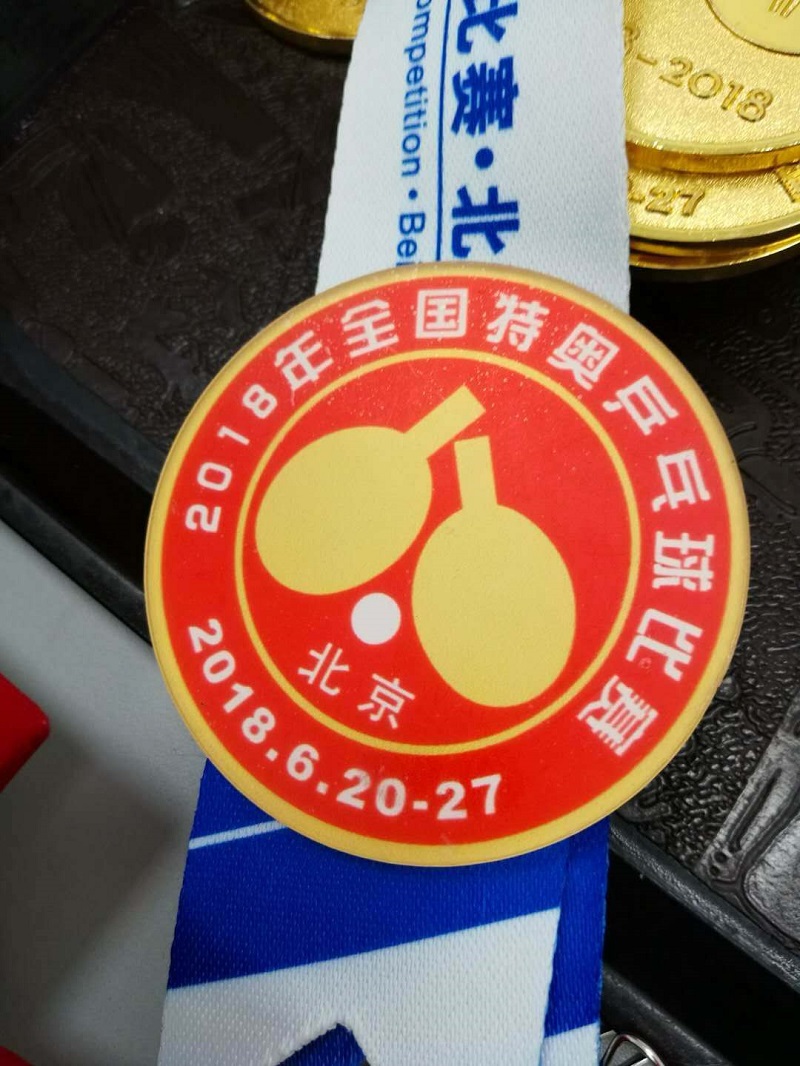 比赛·北
ompetition · Bei
3-2018
-27
2018年全国特奥乒乓球比赛
北京
2018.6.20-27